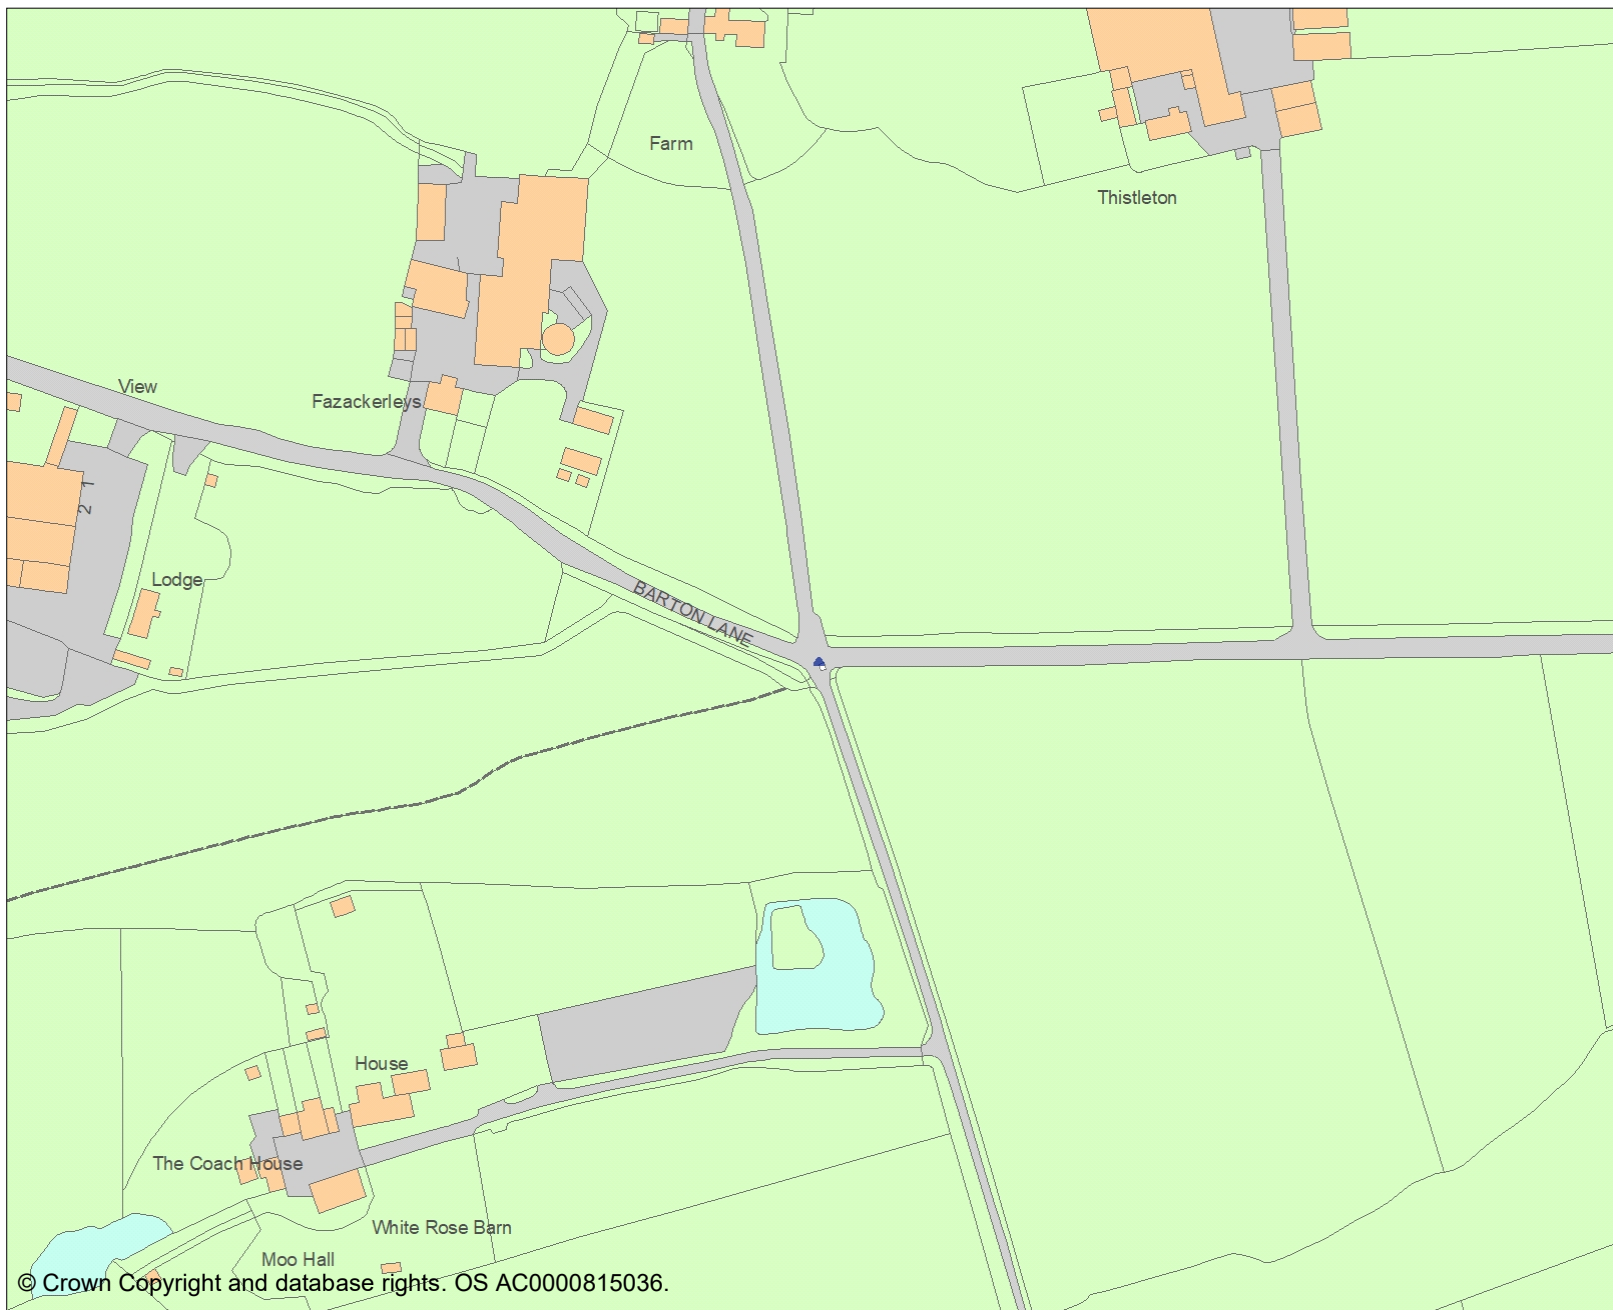 Farm
Thistleton
View
Fazackerleys
1
2
Lodge
BARTON LANE
House
The Coach House
White Rose Barn
Moo Hall
© Crown Copyright and database rights. OS AC0000815036.